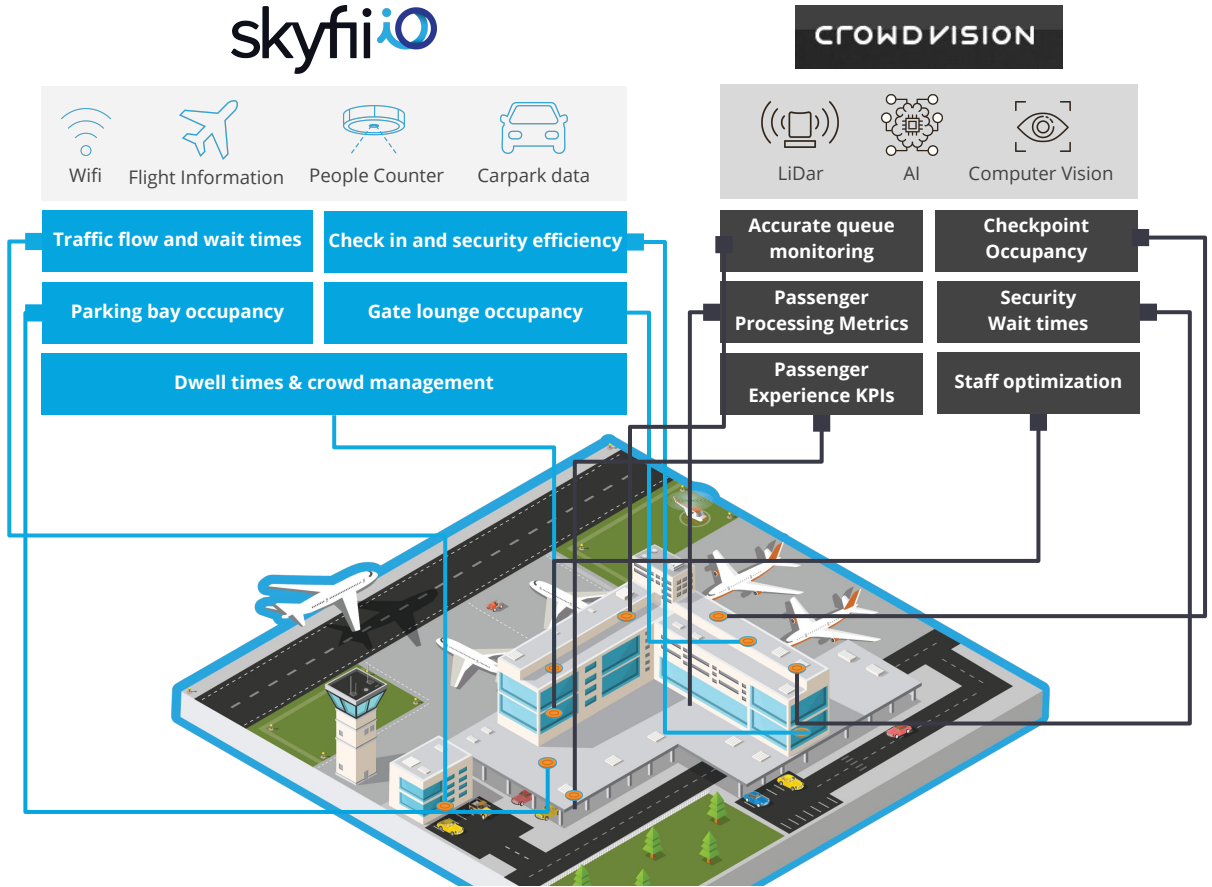 skyfii iO
CROWDVISION
Wifi
Flight Information
People Counter
Carpark data
LiDar
AI
Computer Vision
Traffic flow and wait times
Check in and security efficiency
Parking bay occupancy
Gate lounge occupancy
Dwell times & crowd management
Accurate queue
monitoring
Checkpoint
Occupancy
Passenger
Processing Metrics
Security
Wait times
Passenger
Experience KPIs
Staff optimization